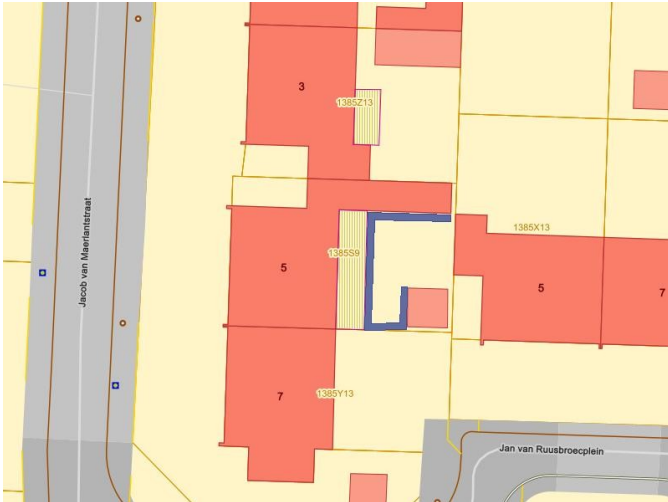 3
1385Z13
Jacob van Maerlantstraat
1385X13
1385S9
5
5
7
7
1385Y13
Jan van Ruusbroecplein